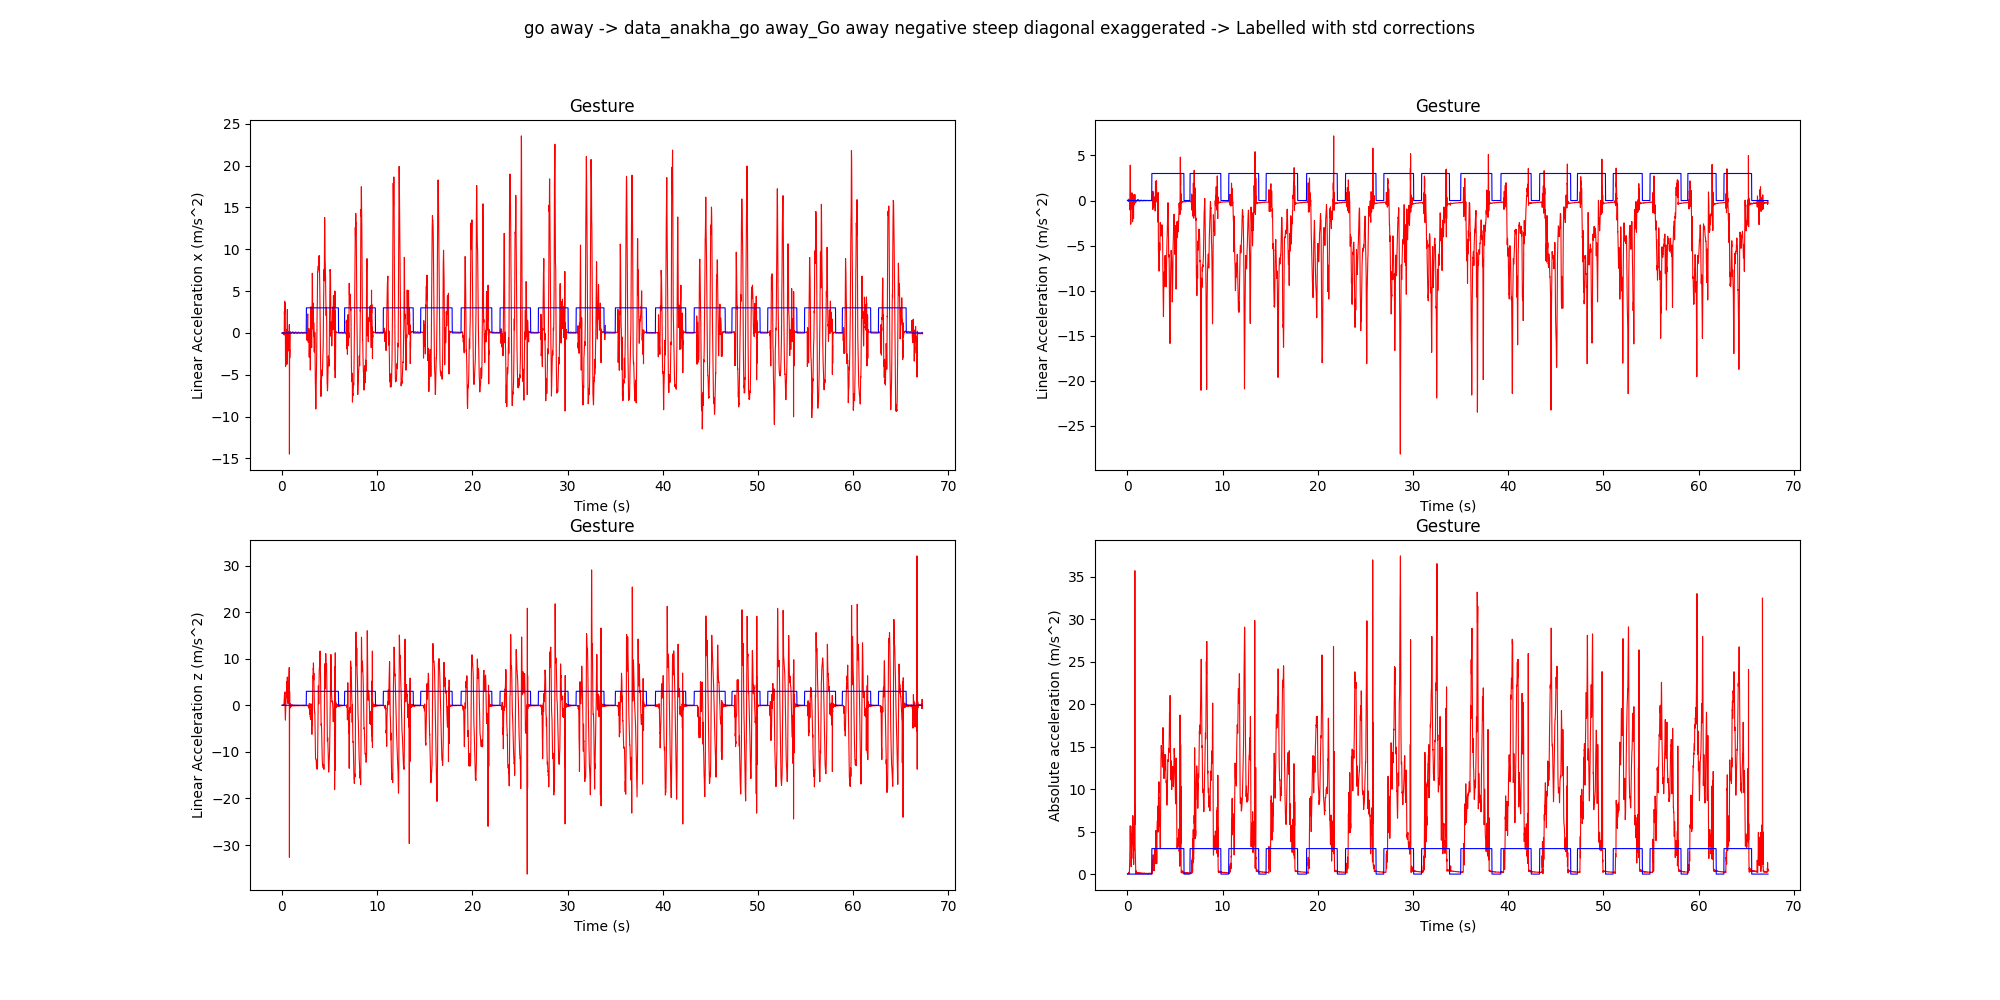 go away -> data_anakha_go away_Go away negative steep diagonal exaggerated -> Labelled with std corrections
Gesture
25
20
15
10
5
0
−5
−10
−15
Linear Acceleration x (m/s^2)
0 10 20 30 40 50 60 70
Time (s)
Gesture
5
0
−5
−10
−15
−20
−25
Linear Acceleration y (m/s^2)
0 10 20 30 40 50 60 70
Time (s)
Gesture
30
20
10
0
−10
−20
−30
Linear Acceleration z (m/s^2)
0 10 20 30 40 50 60 70
Time (s)
Gesture
35
30
25
20
15
10
5
0
Absolute acceleration (m/s^2)
0 10 20 30 40 50 60 70
Time (s)